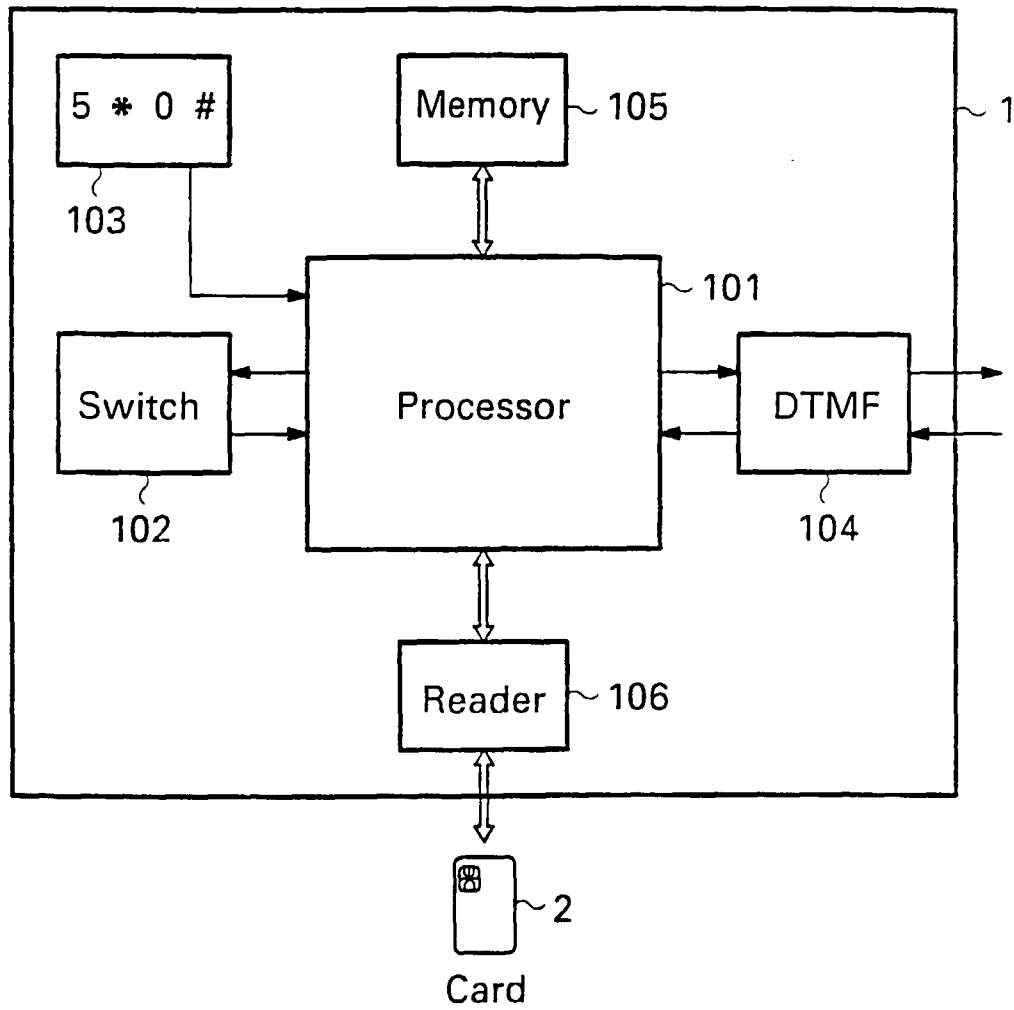 5 * 0 #
Memory
105
1
103
101
Switch
Processor
DTMF
102
104
Reader
106
2
Card